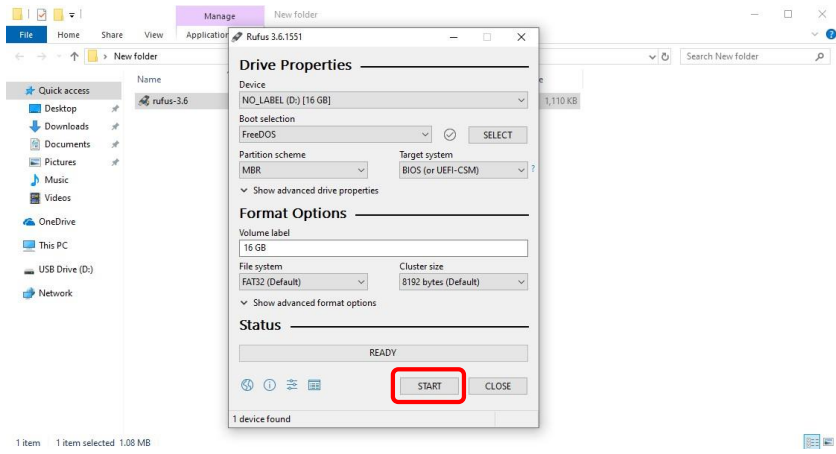 Manage
New folder
File
Home
Share
View
Application
New folder
Search New folder
Quick access
Desktop
Downloads
Documents
Pictures
Music
Videos
OneDrive
This PC
USB Drive (D:)
Network
Name
rufus-3.6
1,110 KB
Rufus 3.6.1551
Drive Properties
Device
NO_LABEL (D:) [16 GB]
Boot selection
FreeDOS
SELECT
Partition scheme
Target system
MBR
BIOS (or UEFI-CSM)
?
Show advanced drive properties
Format Options
Volume label
16 GB
File system
Cluster size
FAT32 (Default)
8192 bytes (Default)
Show advanced format options
Status
READY
START
CLOSE
1 device found
1 item
1 item selected 1.08 MB